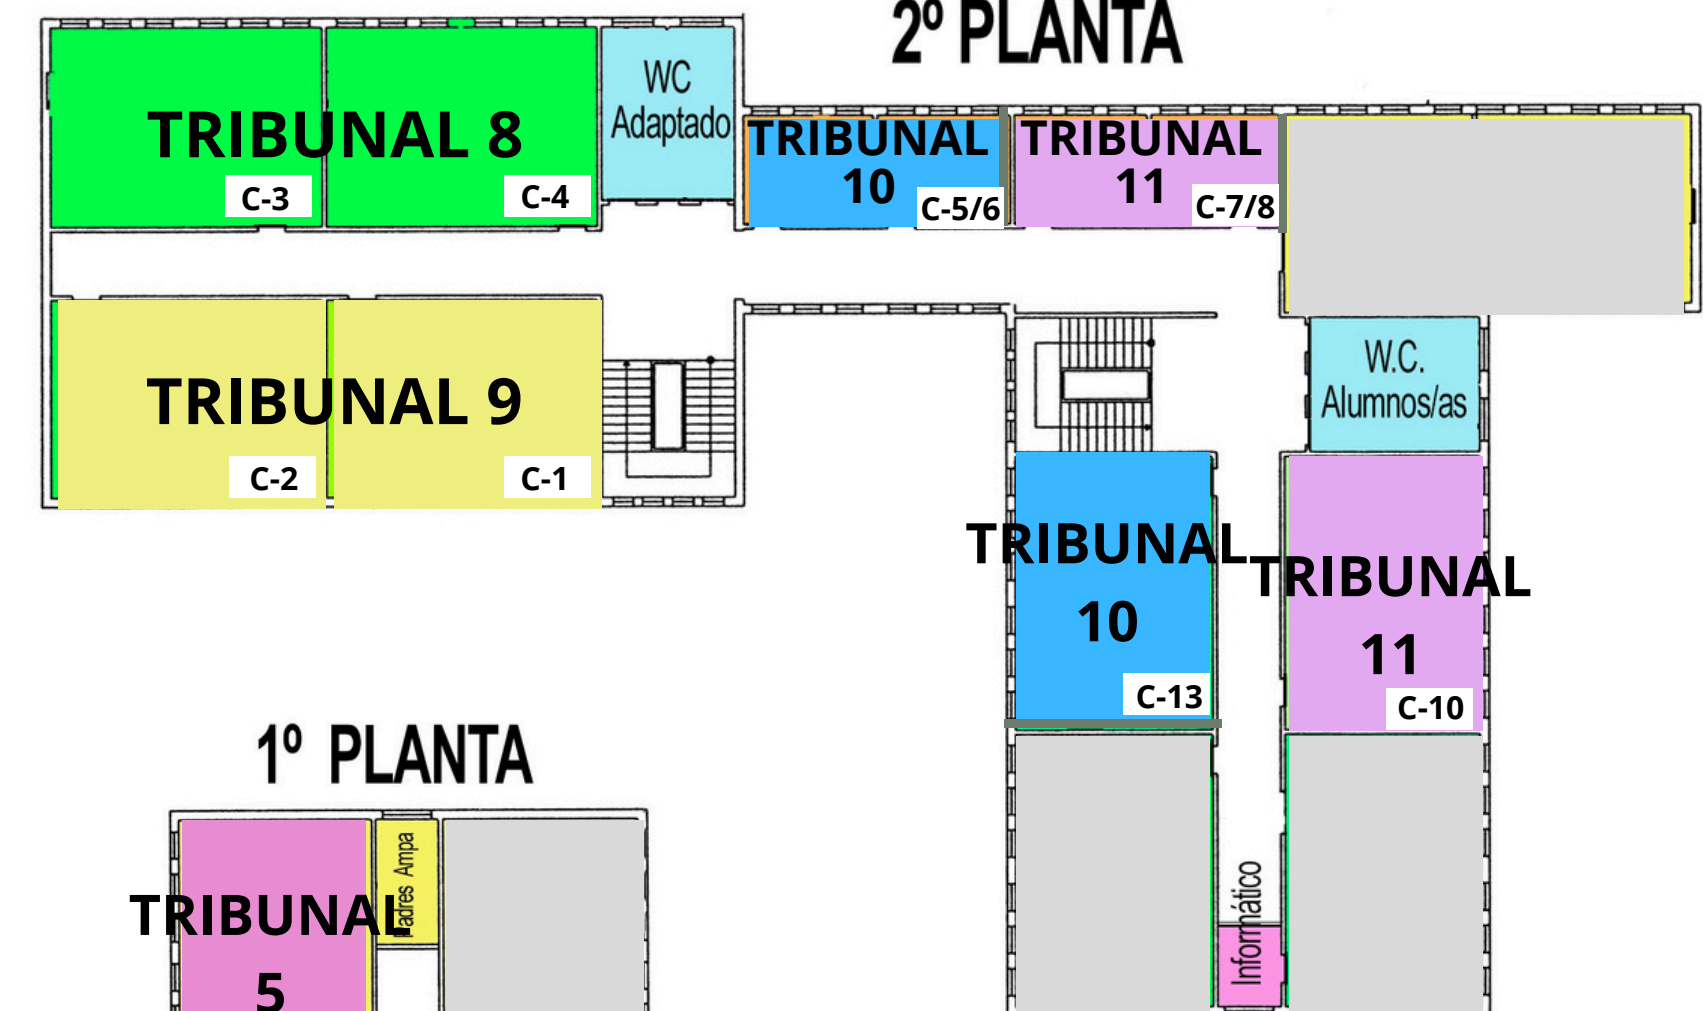 2º PLANTA
TRIBUNAL 8
C-3
C-4
WC
Adaptado
TRIBUNAL
10
C-5/6
TRIBUNAL
11
C-7/8
TRIBUNAL 9
C-2
C-1
W.C.
Alumnos/as
TRIBUNAL
10
C-13
TRIBUNAL
11
C-10
Informático
1º PLANTA
TRIBUNAL
5
Padres Ampa